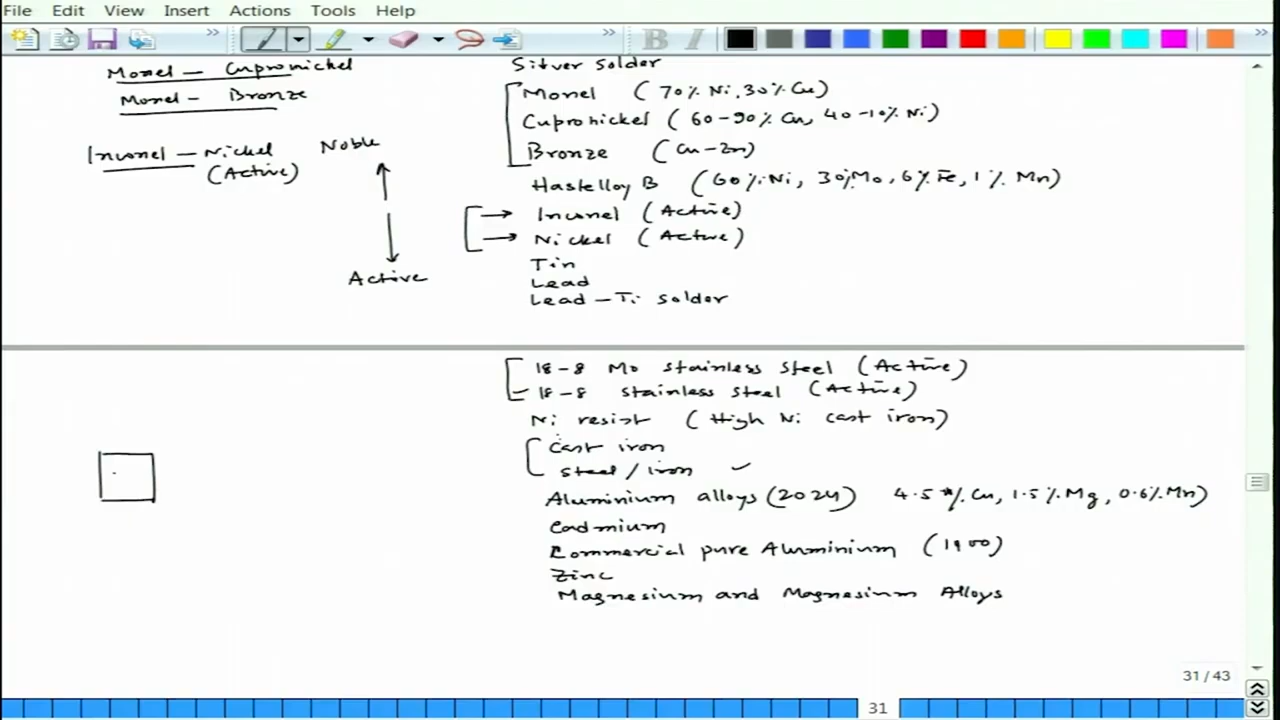 File Edit View Insert Actions Tools Help
Silver solder
Monel — Cupronickel
Monel - Bronze
Inconel — Nickel
(Active)
Noble
Active
Monel (70% Ni, 30% Cu)
Cupronickel (60-90% Cu, 40-10% Ni)
Bronze (Cu-Zn)
Hastelloy B (60% Ni, 30% Mo, 6% Fe, 1% Mn)
Inconel (Active)
Nickel (Active)
Tin
Lead
Lead - Ti solder
18-8 Mo stainless steel (Active)
18-8 stainless steel (Active)
Ni resist (High Ni cast iron)
Cast iron
Steel / iron
Aluminium alloys (2024) 4.5 % Cu, 1.5 % Mg, 0.6% Mn)
Cadmium
Commercial pure Aluminium (1900)
Zinc
Magnesium and Magnesium Alloys
31 / 43
31